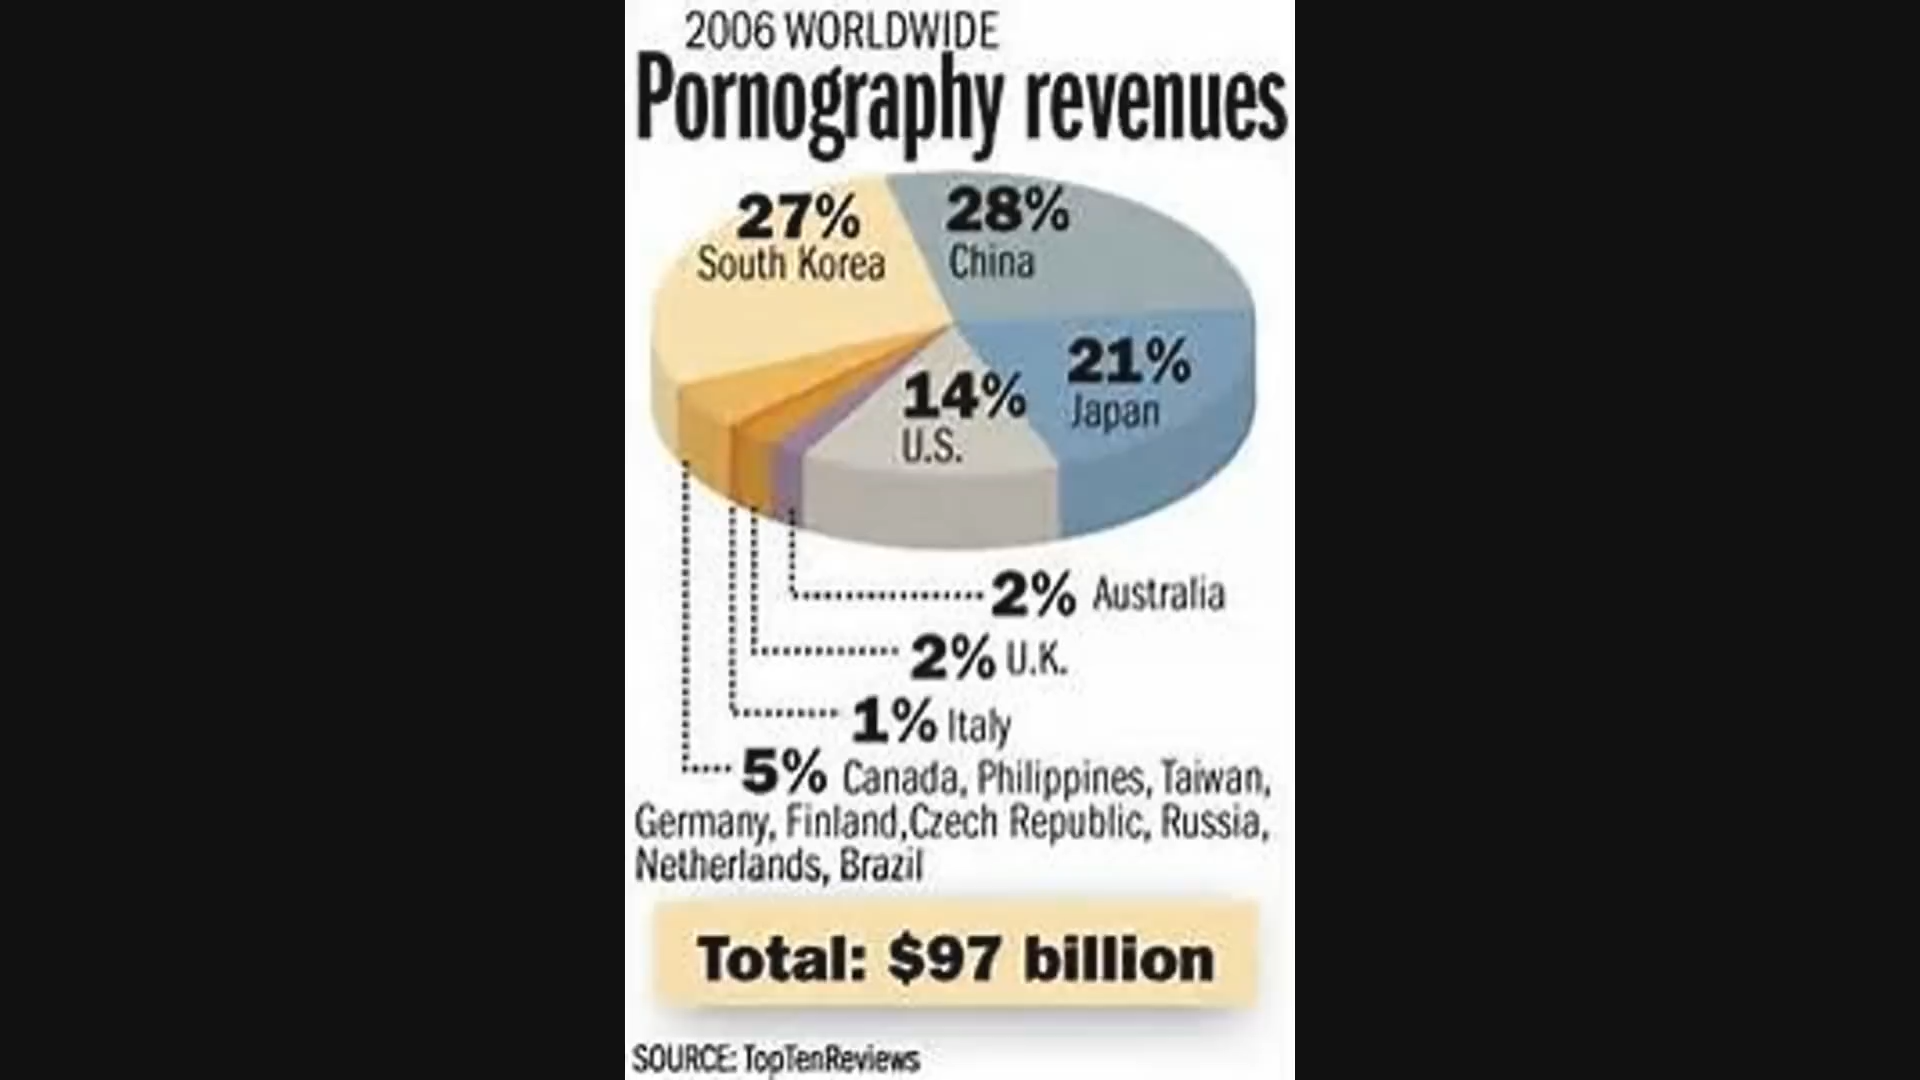 2006 WORLDWIDE
Pornography revenues
27%
South Korea
28%
China
21%
Japan
14%
U.S.
2% Australia
2% U.K.
1% Italy
5% Canada, Philippines, Taiwan,
Germany, Finland,Czech Republic, Russia,
Netherlands, Brazil
Total: $97 billion
SOURCE: TopTenReviews